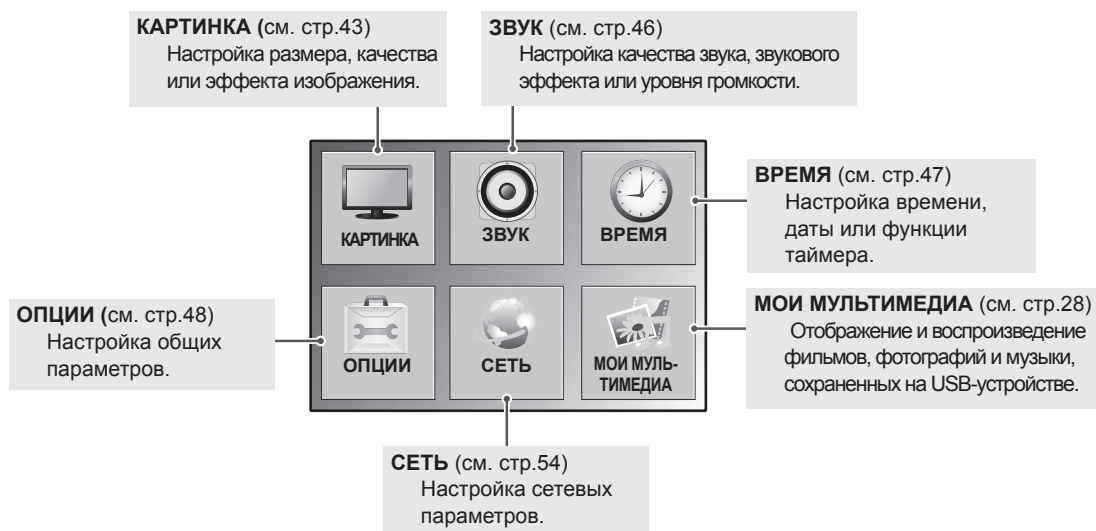 КАРТИНКА (см. стр.43)
Настройка размера, качества
или эффекта изображения.
ЗВУК (см. стр.46)
Настройка качества звука, звукового
эффекта или уровня громкости.
КАРТИНКА
ЗВУК
ВРЕМЯ
ВРЕМЯ (см. стр.47)
Настройка времени,
даты или функции
таймера.
ОПЦИИ (см. стр.48)
Настройка общих
параметров.
ОПЦИИ
СЕТЬ
МОИ МУЛЬ-
ТИМЕДИА
МОИ МУЛЬТИМЕДИА (см. стр.28)
Отображение и воспроизведение
фильмов, фотографий и музыки,
сохраненных на USB-устройстве.
СЕТЬ (см. стр.54)
Настройка сетевых
параметров.